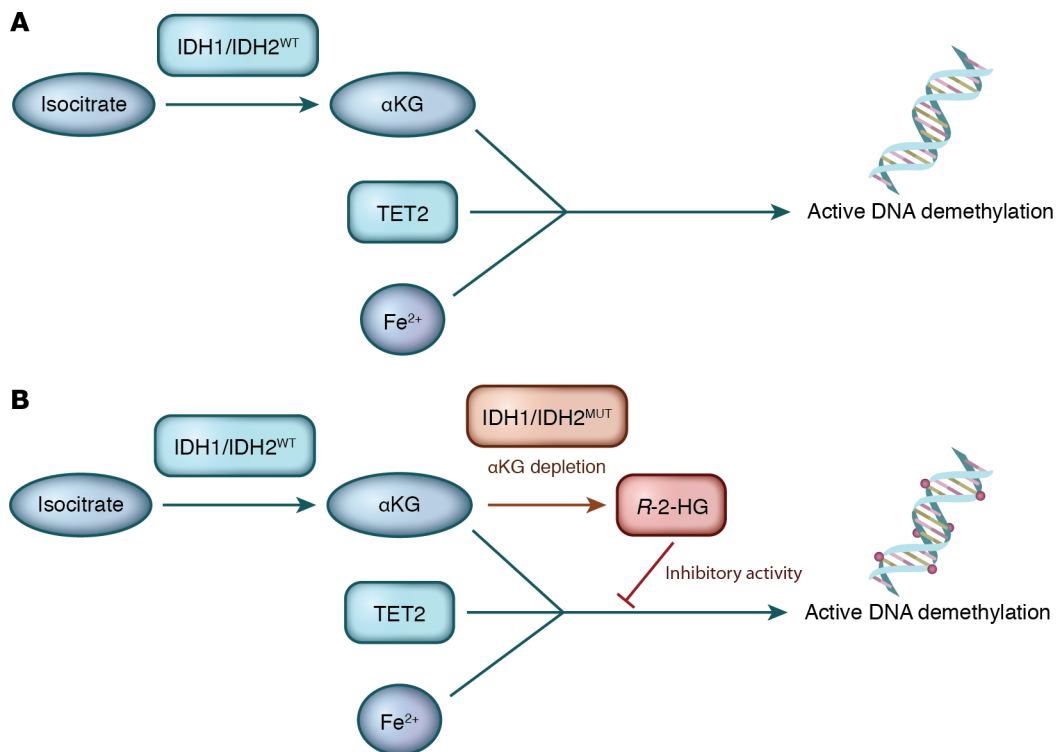 A
IDH1/IDH2ᵂᵀ
Isocitrate
αKG
TET2
Active DNA demethylation
Fe²⁺
B
IDH1/IDH2ᴹᵁᵀ
IDH1/IDH2ᵂᵀ
αKG depletion
Isocitrate
αKG
R-2-HG
Inhibitory activity
TET2
Active DNA demethylation
Fe²⁺